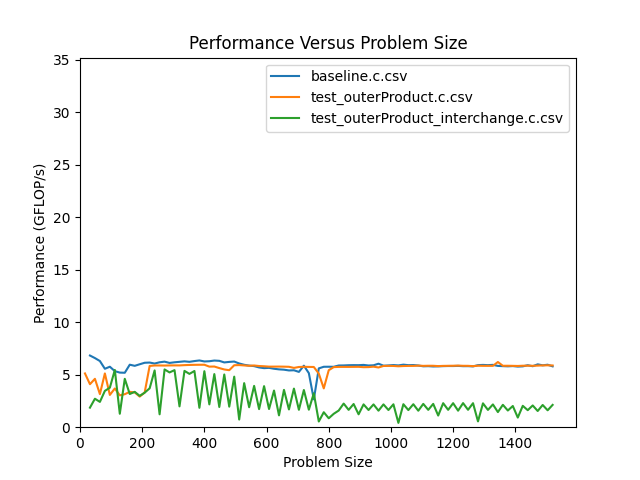 Performance Versus Problem Size
baseline.c.csv
test_outerProduct.c.csv
test_outerProduct_interchange.c.csv
Performance (GFLOP/s)
35
30
25
20
15
10
5
0
0 200 400 600 800 1000 1200 1400
Problem Size